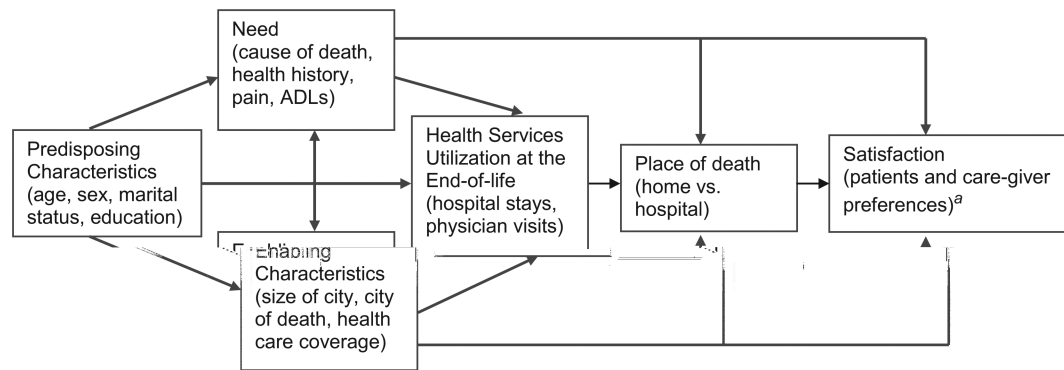 Need
(cause of death,
health history,
pain, ADLs)
Predisposing
Characteristics
(age, sex, marital
status, education)
Health Services
Utilization at the
End-of-life
(hospital stays,
physician visits)
Place of death
(home vs.
hospital)
Satisfaction
(patients and care-giver
preferences)a
Enabling
Characteristics
(size of city, city
of death, health
care coverage)